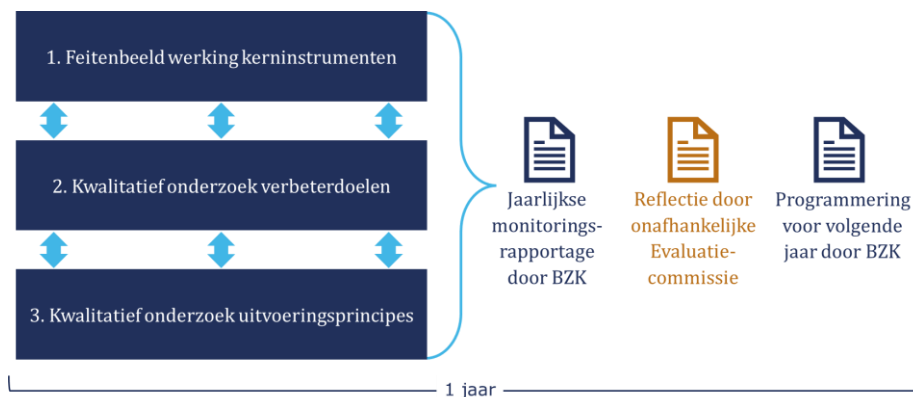 1. Feitenbeeld werking kerninstrumenten
2. Kwalitatief onderzoek verbeterdoelen
3. Kwalitatief onderzoek uitvoeringsprincipes
Jaarlijkse
monitorings-
rapportage
door BZK
Reflectie door
onafhankelijke
Evaluatie-
commissie
Programmering
voor volgende
jaar door BZK
1 jaar